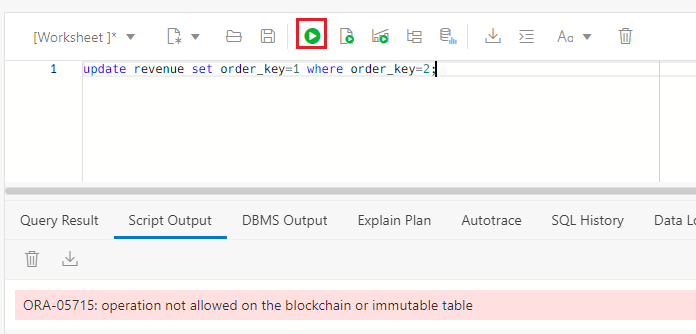 [Worksheet ]*
Aa
1 update revenue set order_key=1 where order_key=2;
Query Result Script Output DBMS Output Explain Plan Autotrace SQL History Data Lo
ORA-05715: operation not allowed on the blockchain or immutable table